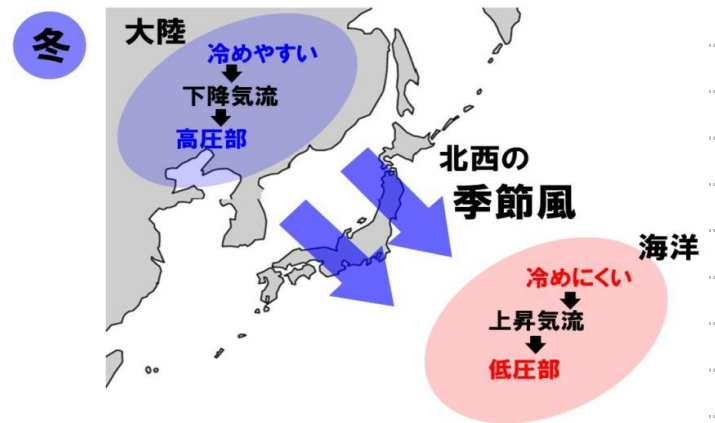 冬
大陸
冷めやすい
下降気流
高圧部
北西の
季節風
海洋
冷めにくい
上昇気流
低圧部